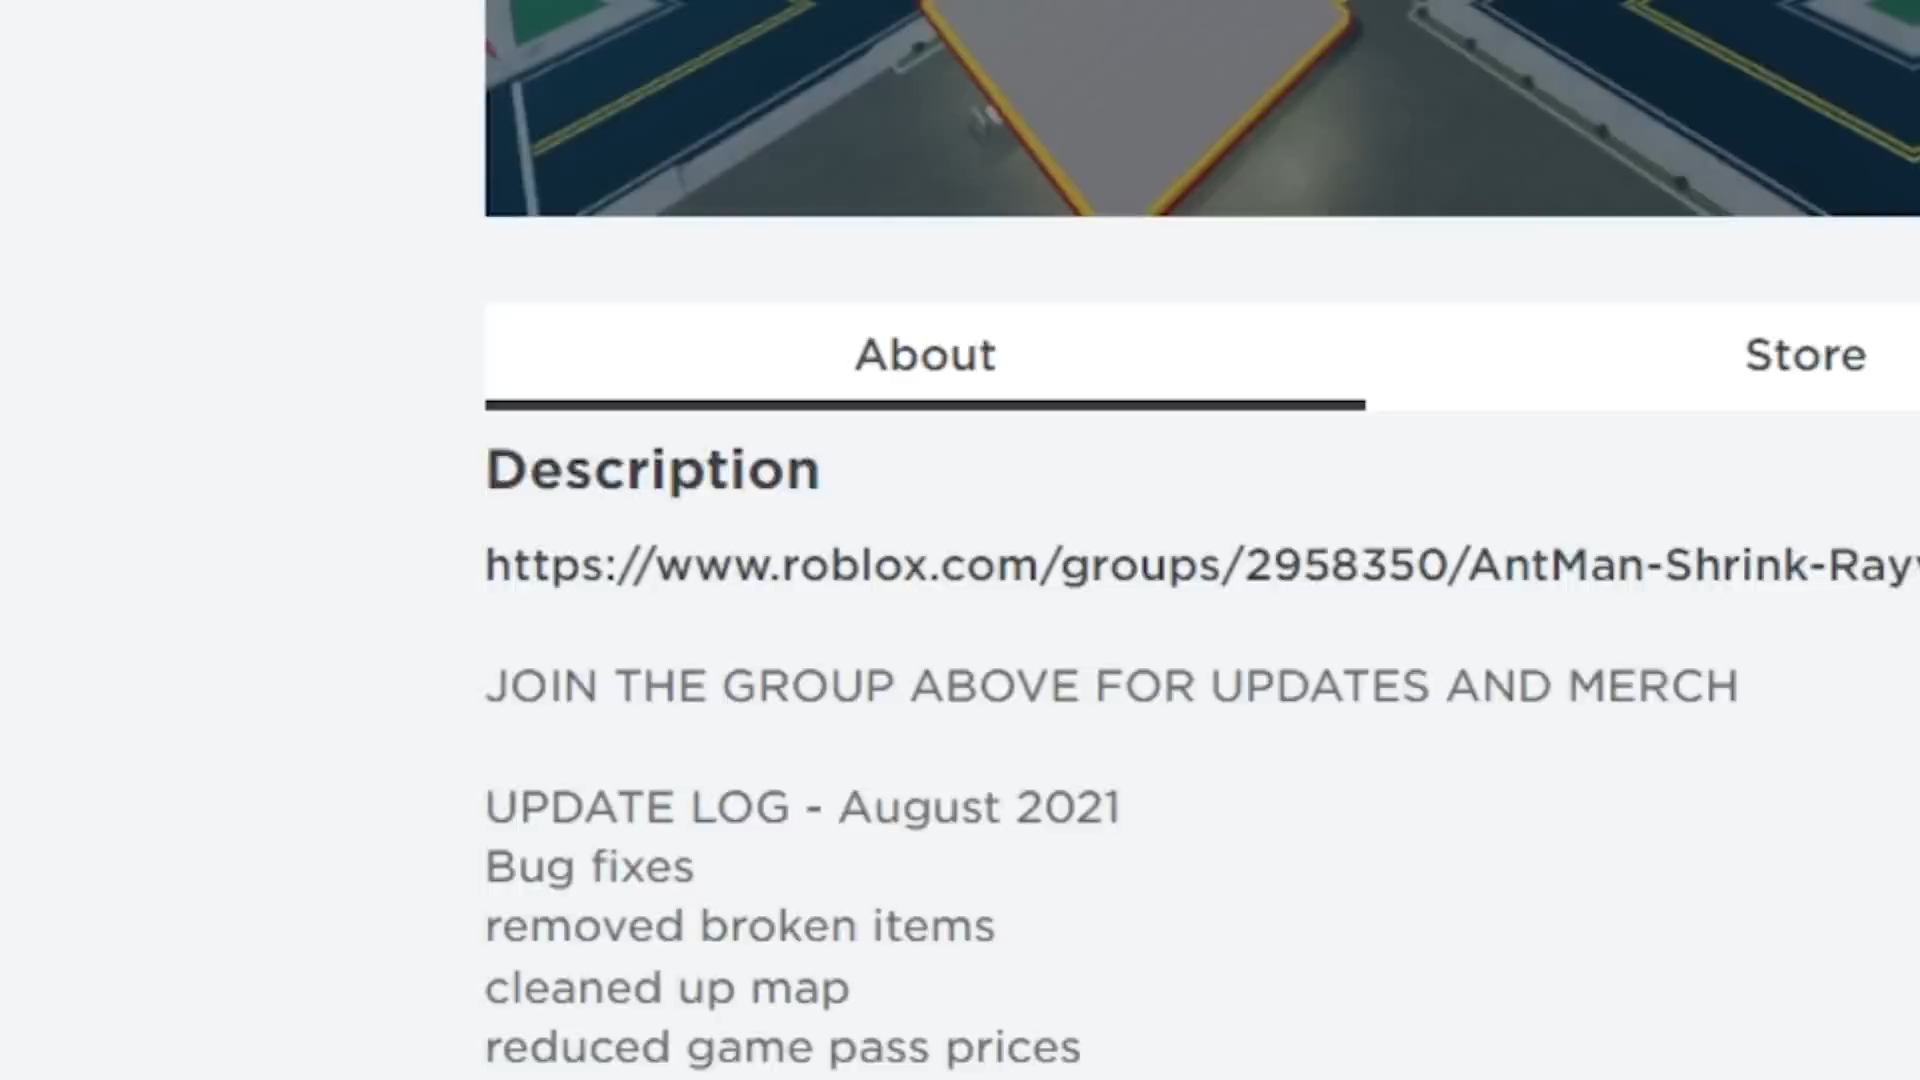 About
Store
Description
https://www.roblox.com/groups/2958350/AntMan-Shrink-Ray
JOIN THE GROUP ABOVE FOR UPDATES AND MERCH
UPDATE LOG - August 2021
Bug fixes
removed broken items
cleaned up map
reduced game pass prices